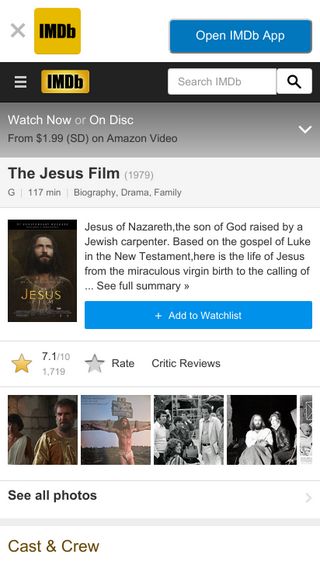 IMDb
Open IMDb App
IMDb
Search IMDb
Watch Now or On Disc
From $1.99 (SD) on Amazon Video
The Jesus Film (1979)
G | 117 min | Biography, Drama, Family
JESUS
FILM
Jesus of Nazareth,the son of God raised by a
Jewish carpenter. Based on the gospel of Luke
in the New Testament,here is the life of Jesus
from the miraculous virgin birth to the calling of
... See full summary »
+ Add to Watchlist
7.1/10
1,719
Rate
Critic Reviews
See all photos
Cast & Crew